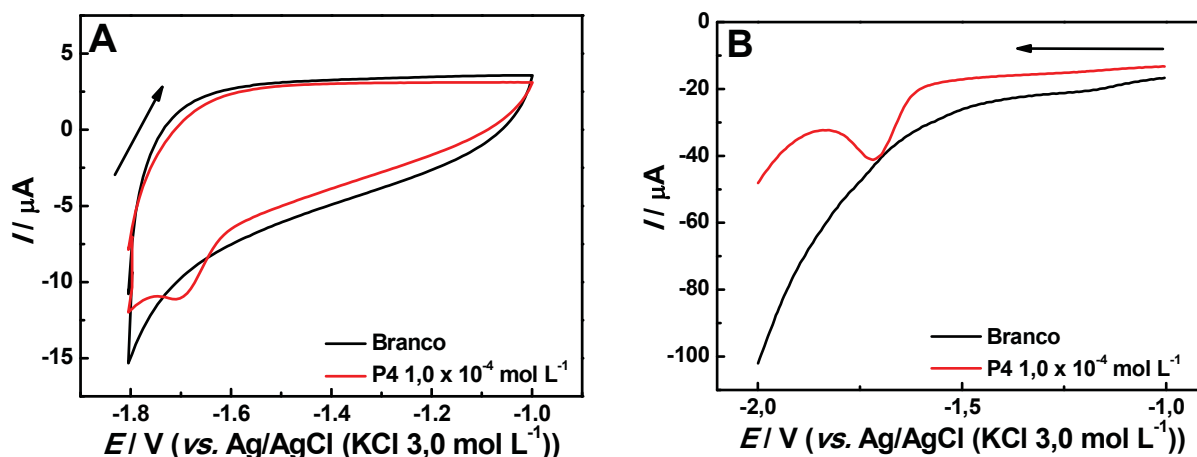 A
5
0
-5
-10
-15
I / µA
Branco
P4 1,0 x 10⁻⁴ mol L⁻¹
-1.8 -1.6 -1.4 -1.2 -1.0
E / V (vs. Ag/AgCl (KCl 3,0 mol L⁻¹))
B
0
-20
-40
-60
-80
-100
I / µA
Branco
P4 1,0 x 10⁻⁴ mol L⁻¹
-2,0 -1,5 -1,0
E / V (vs. Ag/AgCl (KCl 3,0 mol L⁻¹))